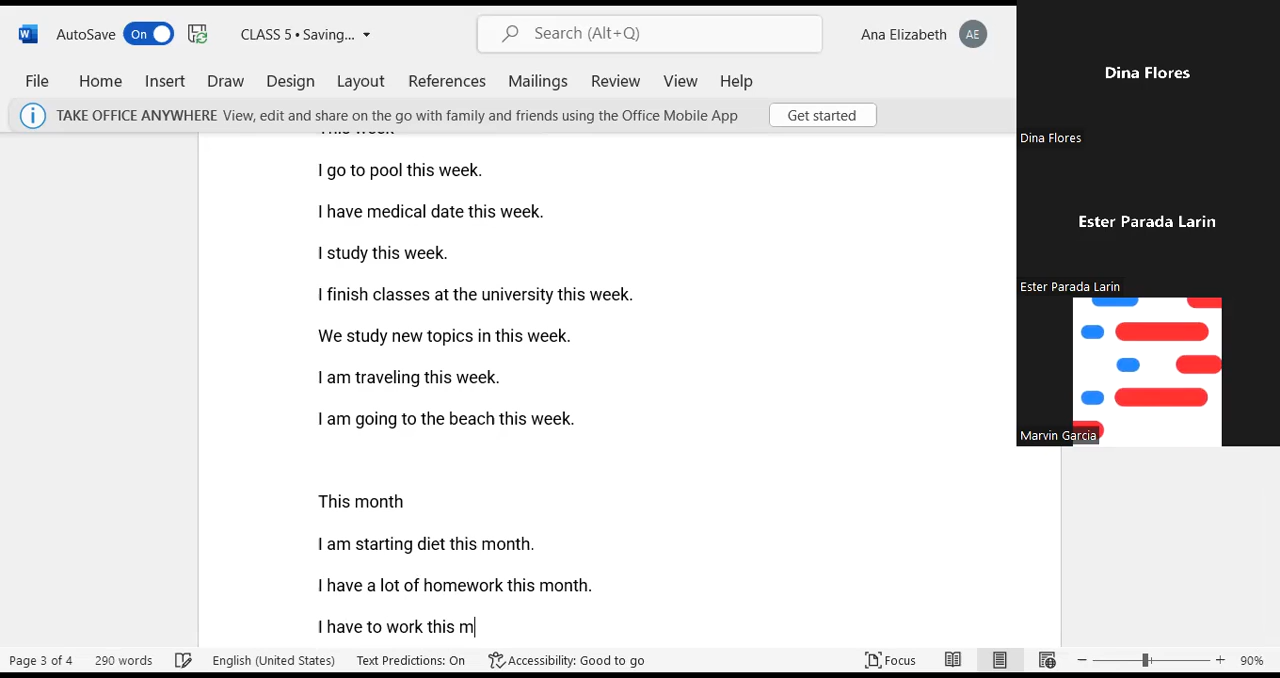 AutoSave On CLASS 5 • Saving... Search (Alt+Q) Ana Elizabeth AE
File Home Insert Draw Design Layout References Mailings Review View Help
TAKE OFFICE ANYWHERE View, edit and share on the go with family and friends using the Office Mobile App Get started
This week
I go to pool this week.
I have medical date this week.
I study this week.
I finish classes at the university this week.
We study new topics in this week.
I am traveling this week.
I am going to the beach this week.
This month
I am starting diet this month.
I have a lot of homework this month.
I have to work this m
Page 3 of 4 290 words English (United States) Text Predictions: On Accessibility: Good to go Focus 90%
Dina Flores
Dina Flores
Ester Parada Larin
Ester Parada Larin
Marvin Garcia